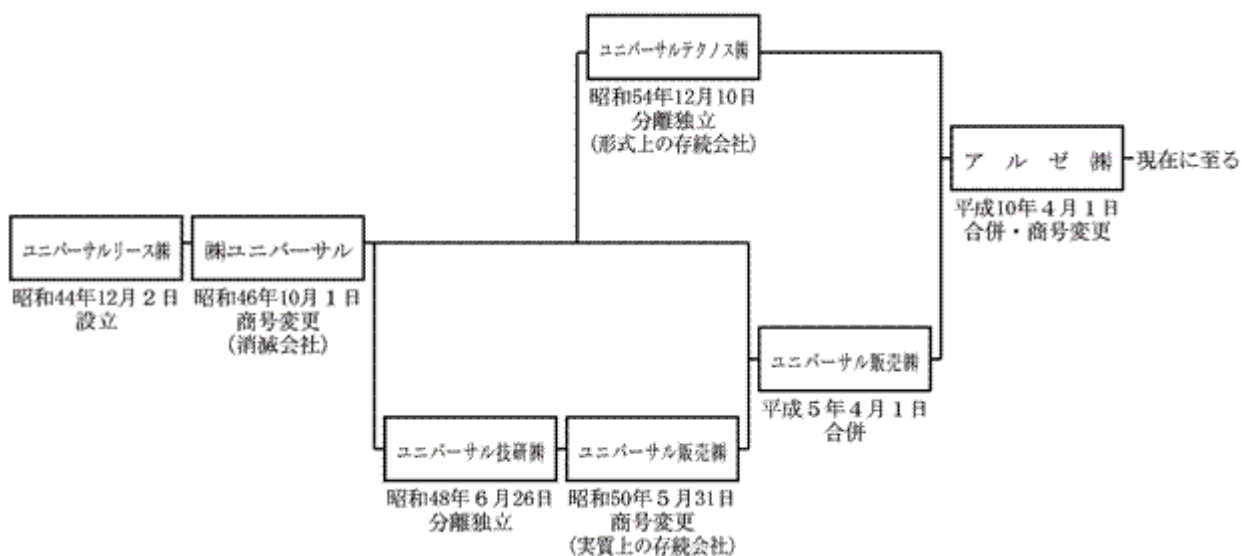 ユニバーサルテクノス㈱
昭和54年12月10日
分離独立
(形式上の存続会社)
アルゼ㈱
現在に至る
平成10年4月1日
合併・商号変更
ユニバーサルリース㈱
昭和44年12月2日
設立
㈱ユニバーサル
昭和46年10月1日
商号変更
(消滅会社)
ユニバーサル販売㈱
平成5年4月1日
合併
ユニバーサル技研㈱
昭和48年6月26日
分離独立
ユニバーサル販売㈱
昭和50年5月31日
商号変更
(実質上の存続会社)